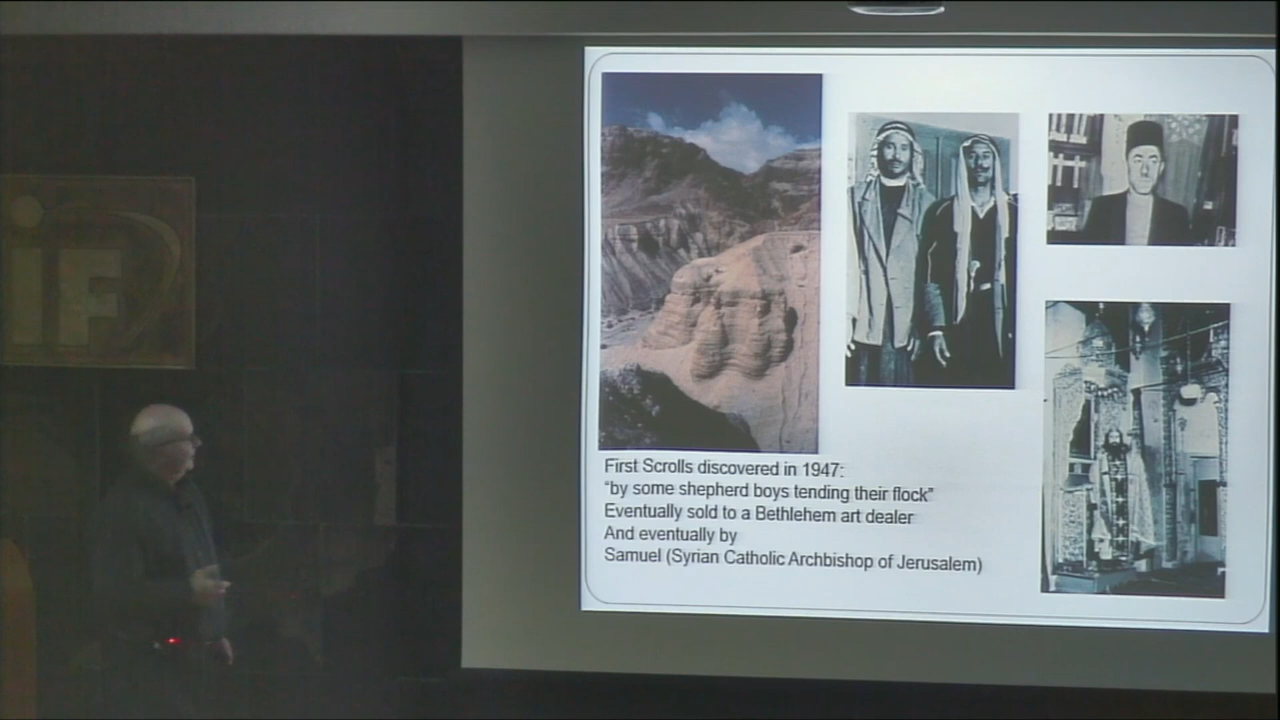 iF
First Scrolls discovered in 1947:
“by some shepherd boys tending their flock”
Eventually sold to a Bethlehem art dealer
And eventually by
Samuel (Syrian Catholic Archbishop of Jerusalem)